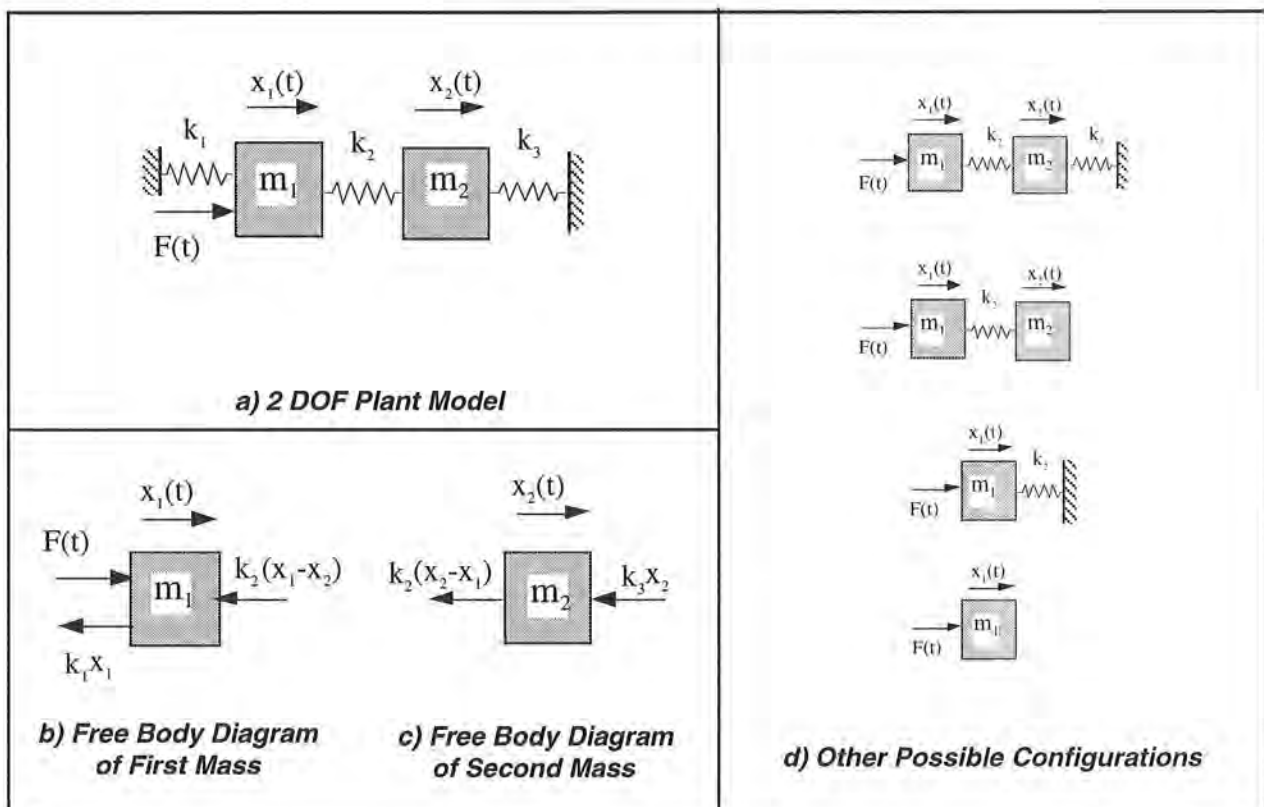 x₁(t) x₂(t)
k₁ k₂ k₃
m₁ m₂
F(t)
a) 2 DOF Plant Model
x₁(t) x₂(t)
F(t) k₂(x₁-x₂) k₂(x₂-x₁) k₃x₂
m₁ m₂
k₁x₁
b) Free Body Diagram
of First Mass
c) Free Body Diagram
of Second Mass
x₁(t)
k₂
m₁ m₂
F(t)
x₁(t) x₂(t)
m₁ m₂
F(t)
x₁(t)
m₁
F(t)
x₁(t)
F(t)
d) Other Possible Configurations